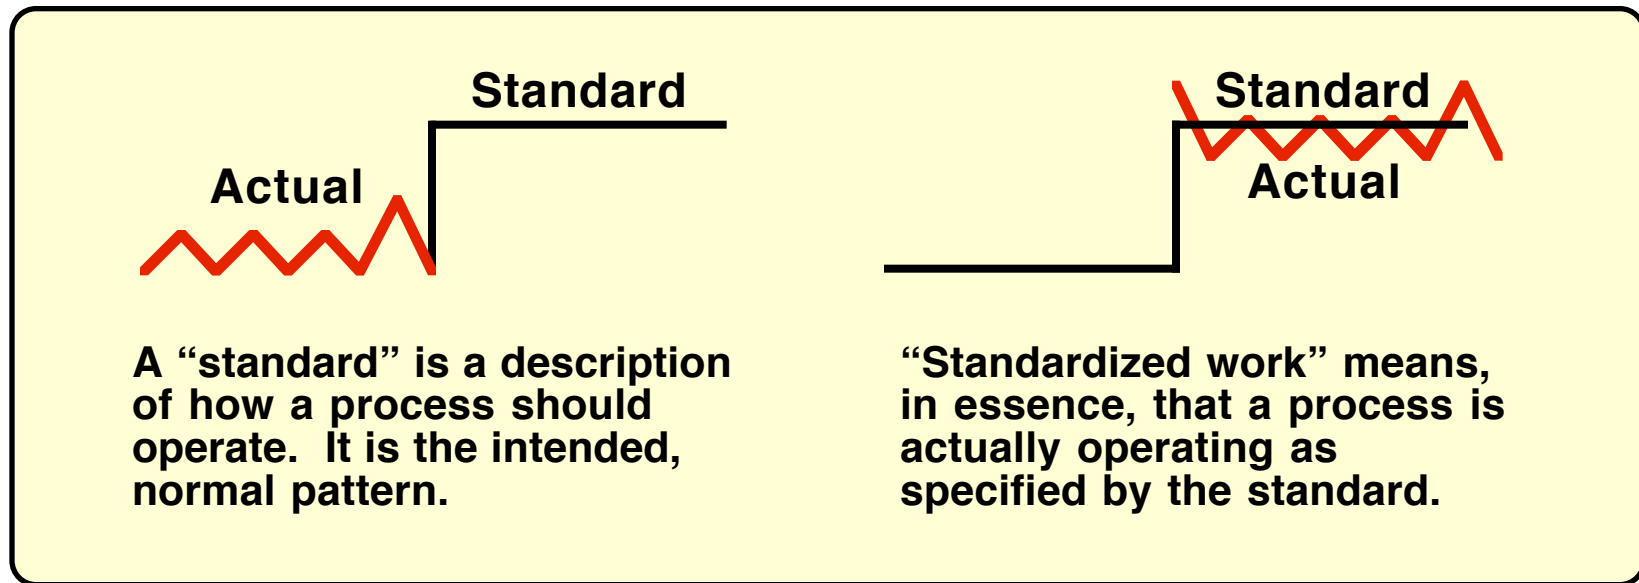 Standard
Actual
A “standard” is a description
of how a process should
operate.  It is the intended,
normal pattern.
Standard
Actual
“Standardized work” means,
in essence, that a process is
actually operating as
specified by the standard.